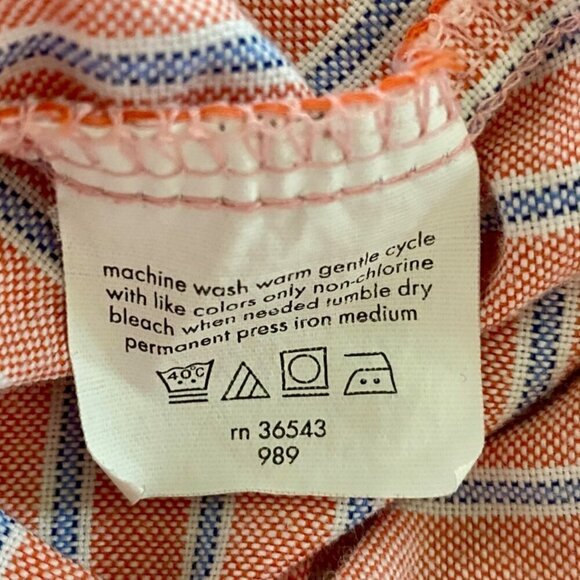 machine wash warm gentle cycle
with like colors only non-chlorine
bleach when needed tumble dry
permanent press iron medium
40°C
rn 36543
989